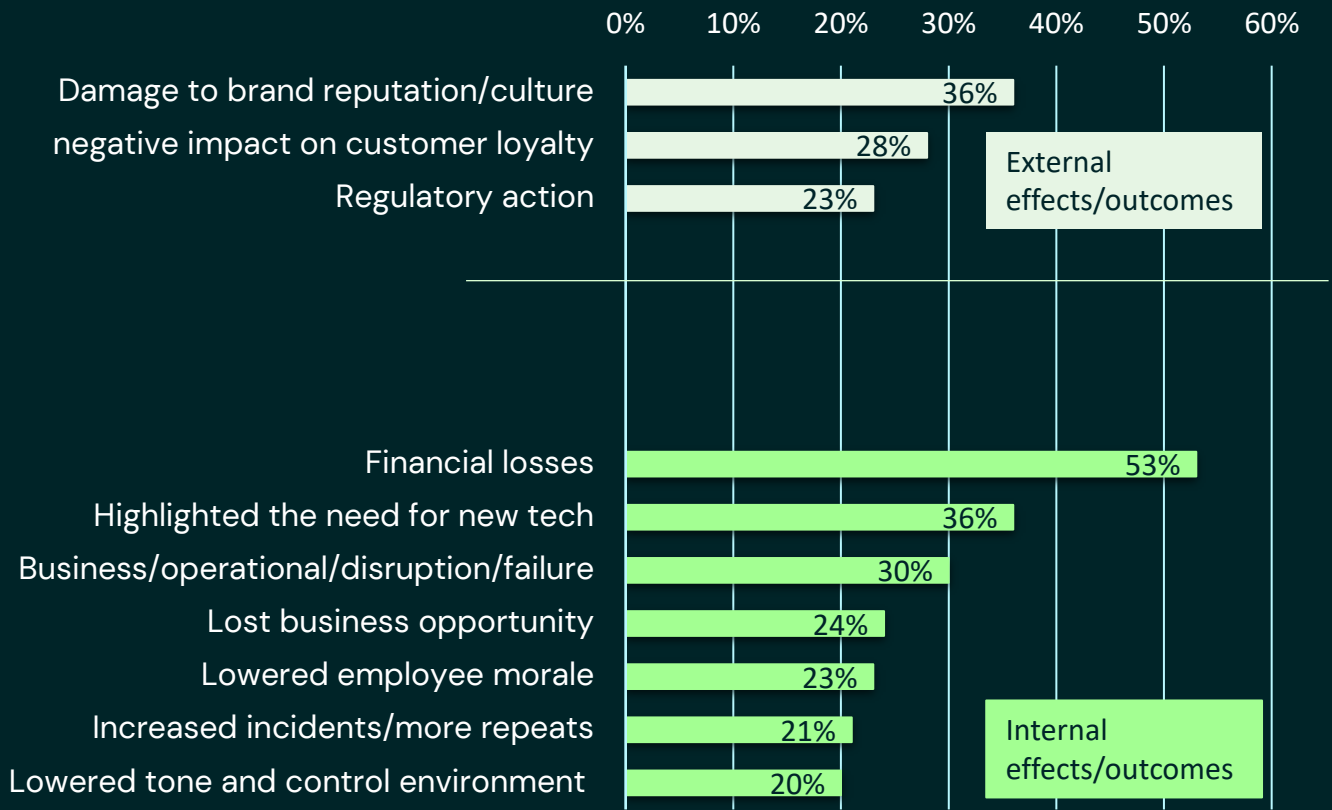 0% 10% 20% 30% 40% 50% 60%
Damage to brand reputation/culture 36%
negative impact on customer loyalty 28%
Regulatory action 23%
External
effects/outcomes
Financial losses 53%
Highlighted the need for new tech 36%
Business/operational/disruption/failure 30%
Lost business opportunity 24%
Lowered employee morale 23%
Increased incidents/more repeats 21%
Lowered tone and control environment 20%
Internal
effects/outcomes